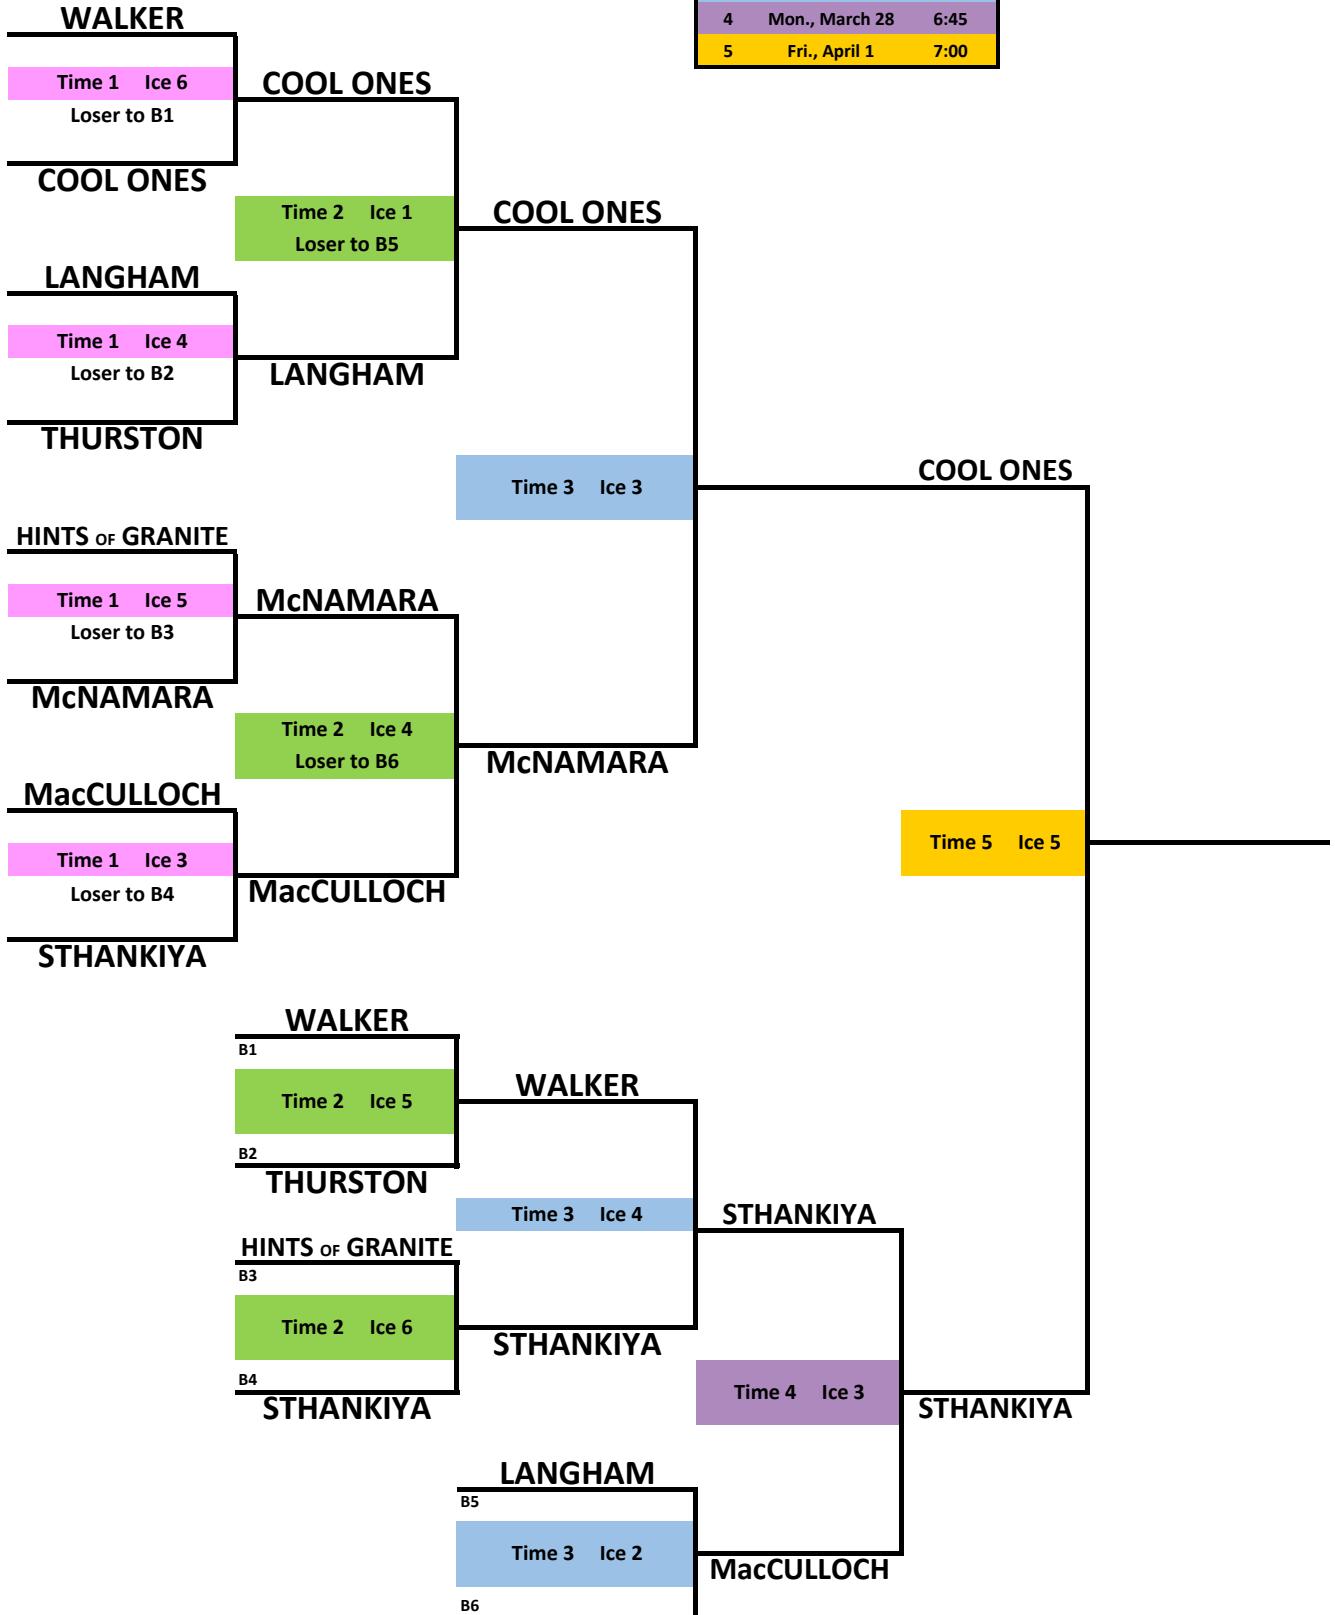 4 Mon., March 28 6:45
5 Fri., April 1 7:00
WALKER
Time 1 Ice 6
Loser to B1
COOL ONES
COOL ONES
Time 2 Ice 1
Loser to B5
COOL ONES
LANGHAM
Time 1 Ice 4
Loser to B2
LANGHAM
THURSTON
Time 3 Ice 3
COOL ONES
HINTS OF GRANITE
Time 1 Ice 5
Loser to B3
McNAMARA
McNAMARA
Time 2 Ice 4
Loser to B6
McNAMARA
MacCULLOCH
Time 1 Ice 3
Loser to B4
MacCULLOCH
STHANKIYA
Time 5 Ice 5
WALKER
B1
Time 2 Ice 5
B2
THURSTON
WALKER
Time 3 Ice 4
STHANKIYA
HINTS OF GRANITE
B3
Time 2 Ice 6
B4
STHANKIYA
STHANKIYA
Time 4 Ice 3
STHANKIYA
LANGHAM
B5
Time 3 Ice 2
B6
MacCULLOCH